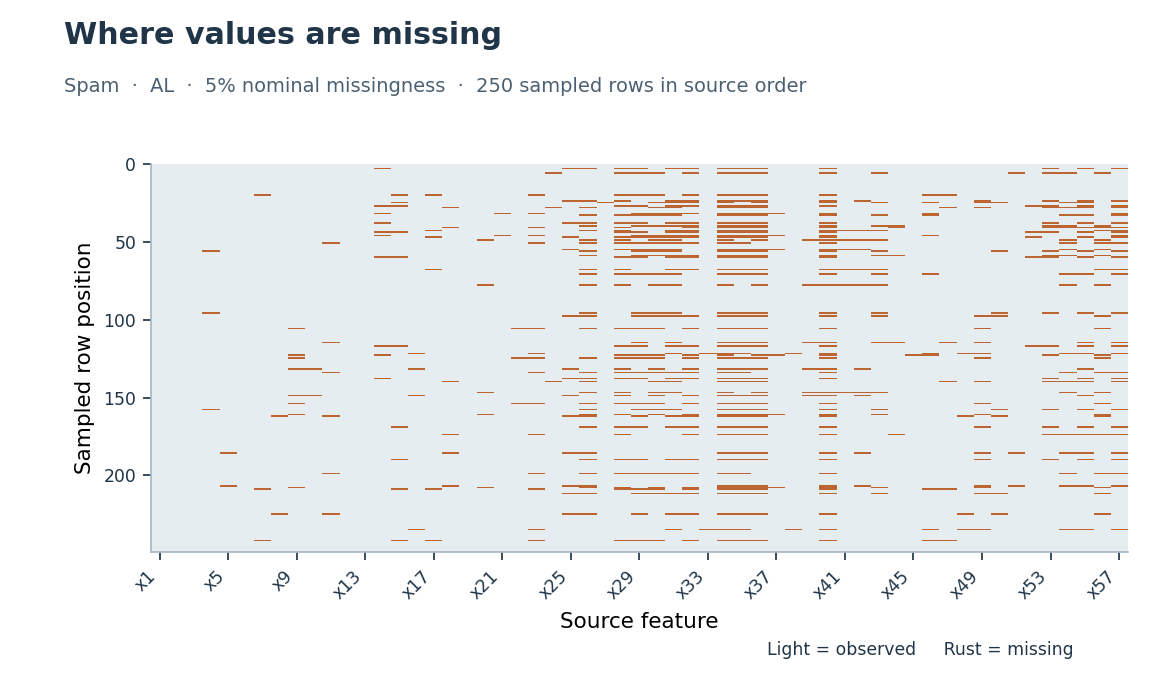 Where values are missing
Spam · AL · 5% nominal missingness · 250 sampled rows in source order
0
50
100
150
200
Sampled row position
x1
x5
x9
x13
x17
x21
x25
x29
x33
x37
x41
x45
x49
x53
x57
Source feature
Light = observed Rust = missing